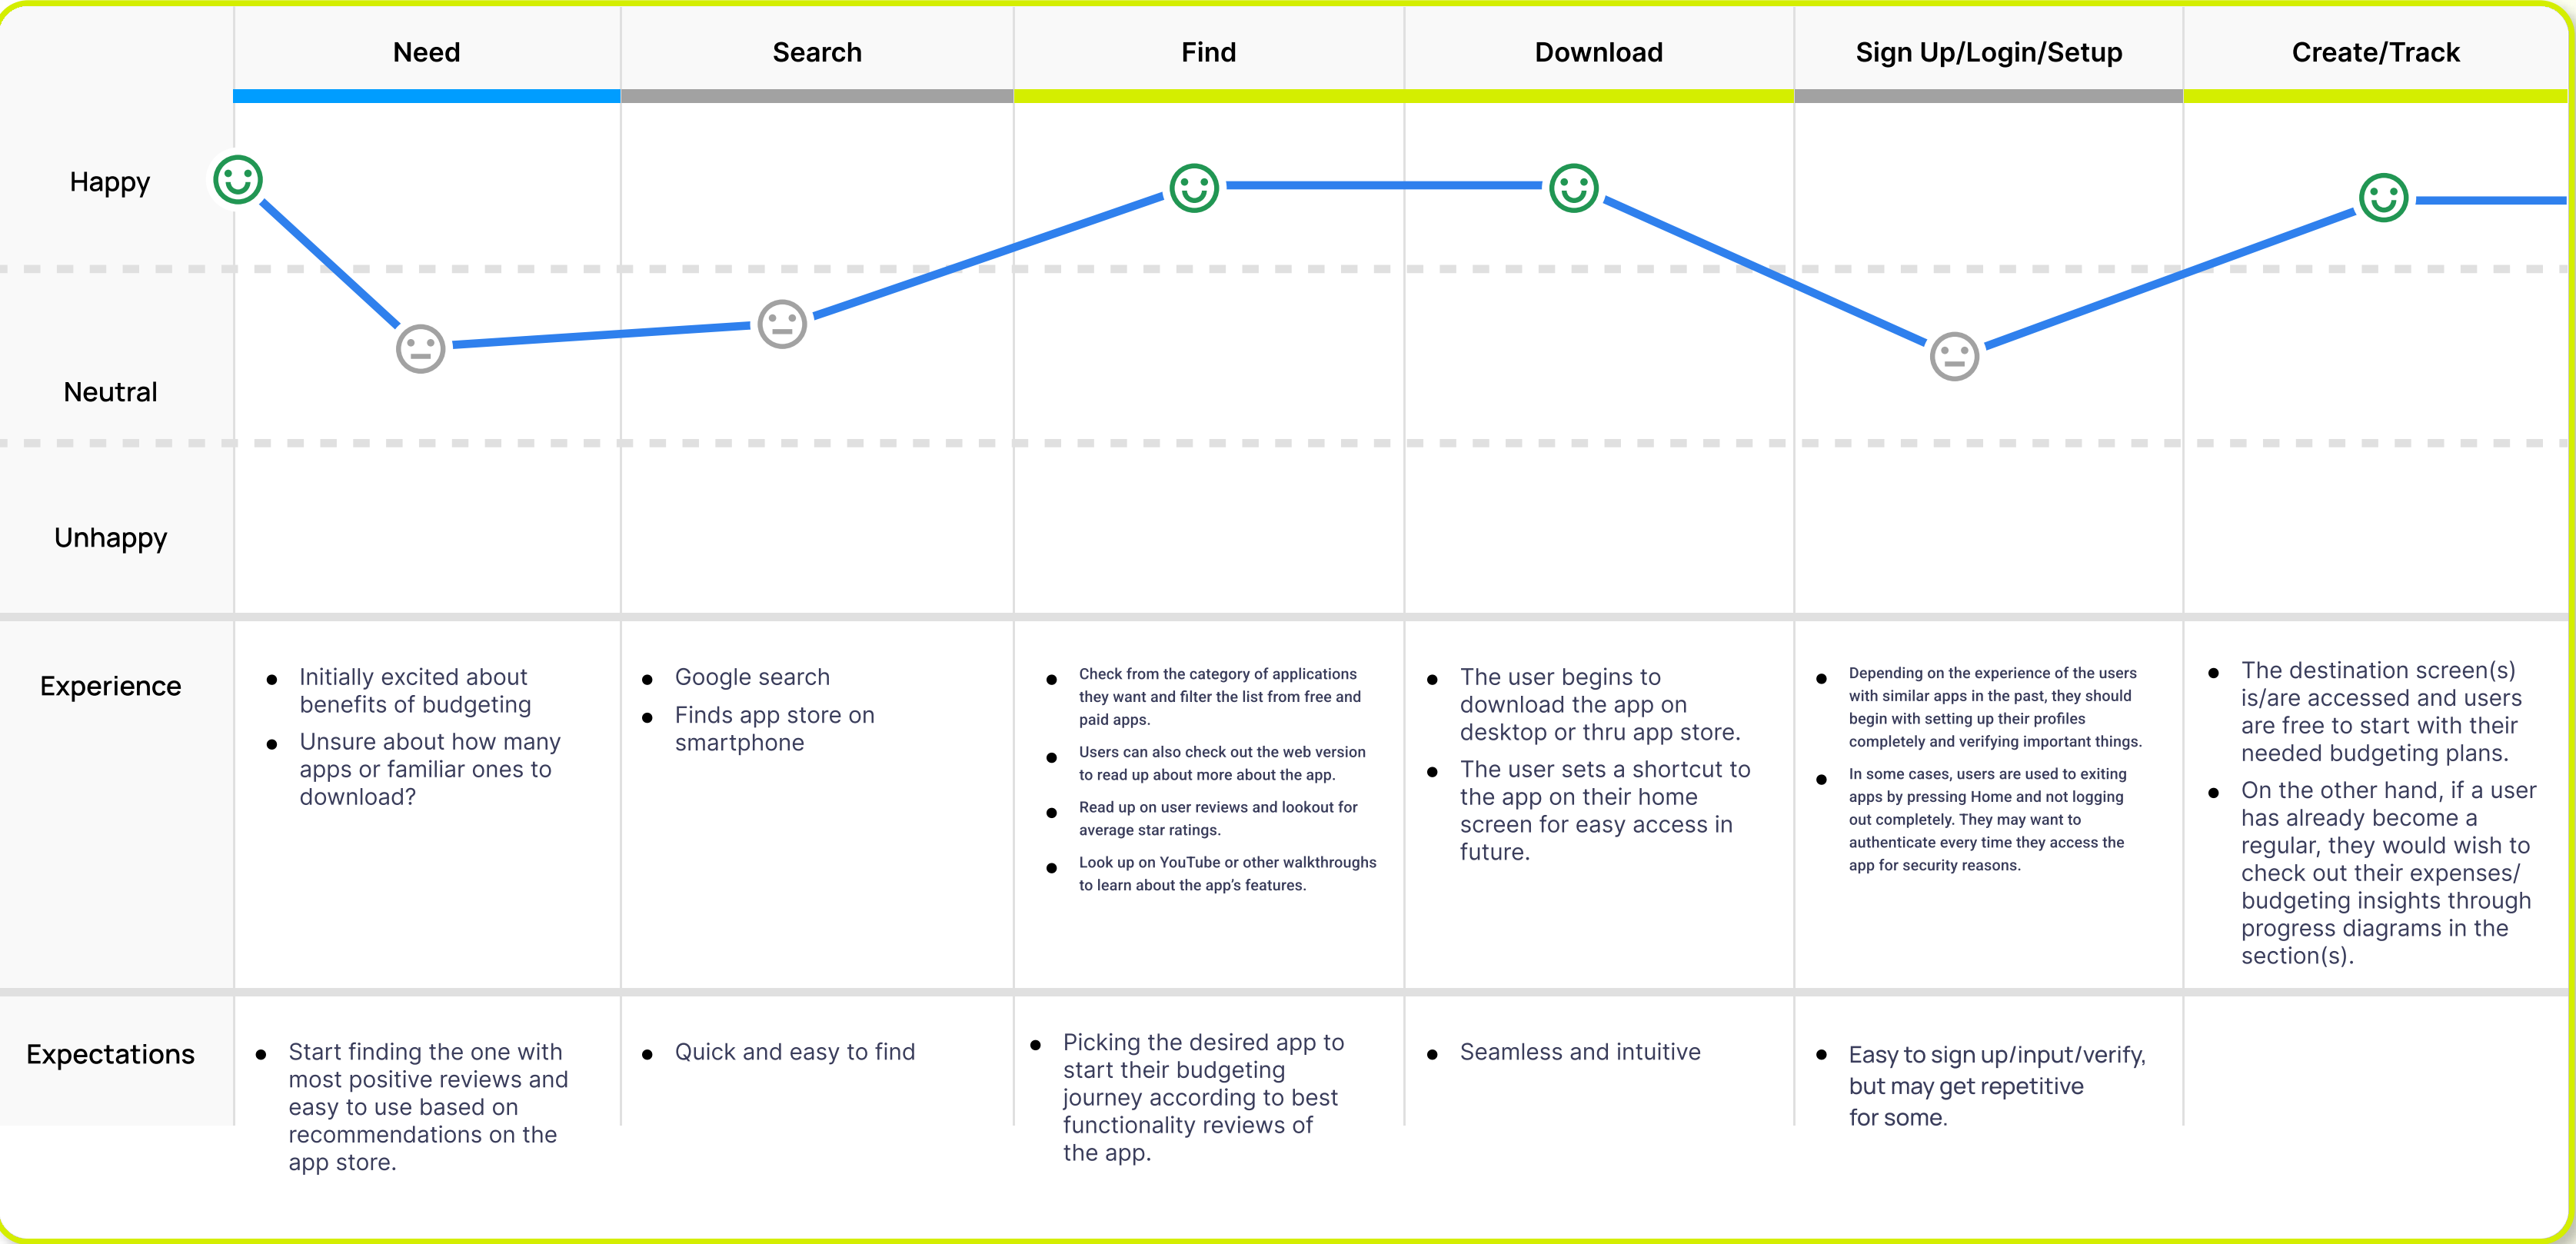 Need
Search
Find
Download
Sign Up/Login/Setup
Create/Track
Happy
Neutral
Unhappy
Experience
Initially excited about
benefits of budgeting
Unsure about how many
apps or familiar ones to
download?
Google search
Finds app store on
smartphone
Check from the category of applications
they want and filter the list from free and
paid apps.
Users can also check out the web version
to read up about more about the app.
Read up on user reviews and lookout for
average star ratings.
Look up on YouTube or other walkthroughs
to learn about the app's features.
The user begins to
download the app on
desktop or thru app store.
The user sets a shortcut to
the app on their home
screen for easy access in
future.
Depending on the experience of the users
with similar apps in the past, they should
begin with setting up their profiles
completely and verifying important things.
In some cases, users are used to exiting
apps by pressing Home and not logging
out completely. They may want to
authenticate every time they access the
app for security reasons.
The destination screen(s)
is/are accessed and users
are free to start with their
needed budgeting plans.
On the other hand, if a user
has already become a
regular, they would wish to
check out their expenses/
budgeting insights through
progress diagrams in the
section(s).
Expectations
Start finding the one with
most positive reviews and
easy to use based on
recommendations on the
app store.
Quick and easy to find
Picking the desired app to
start their budgeting
journey according to best
functionality reviews of
the app.
Seamless and intuitive
Easy to sign up/input/verify,
but may get repetitive
for some.